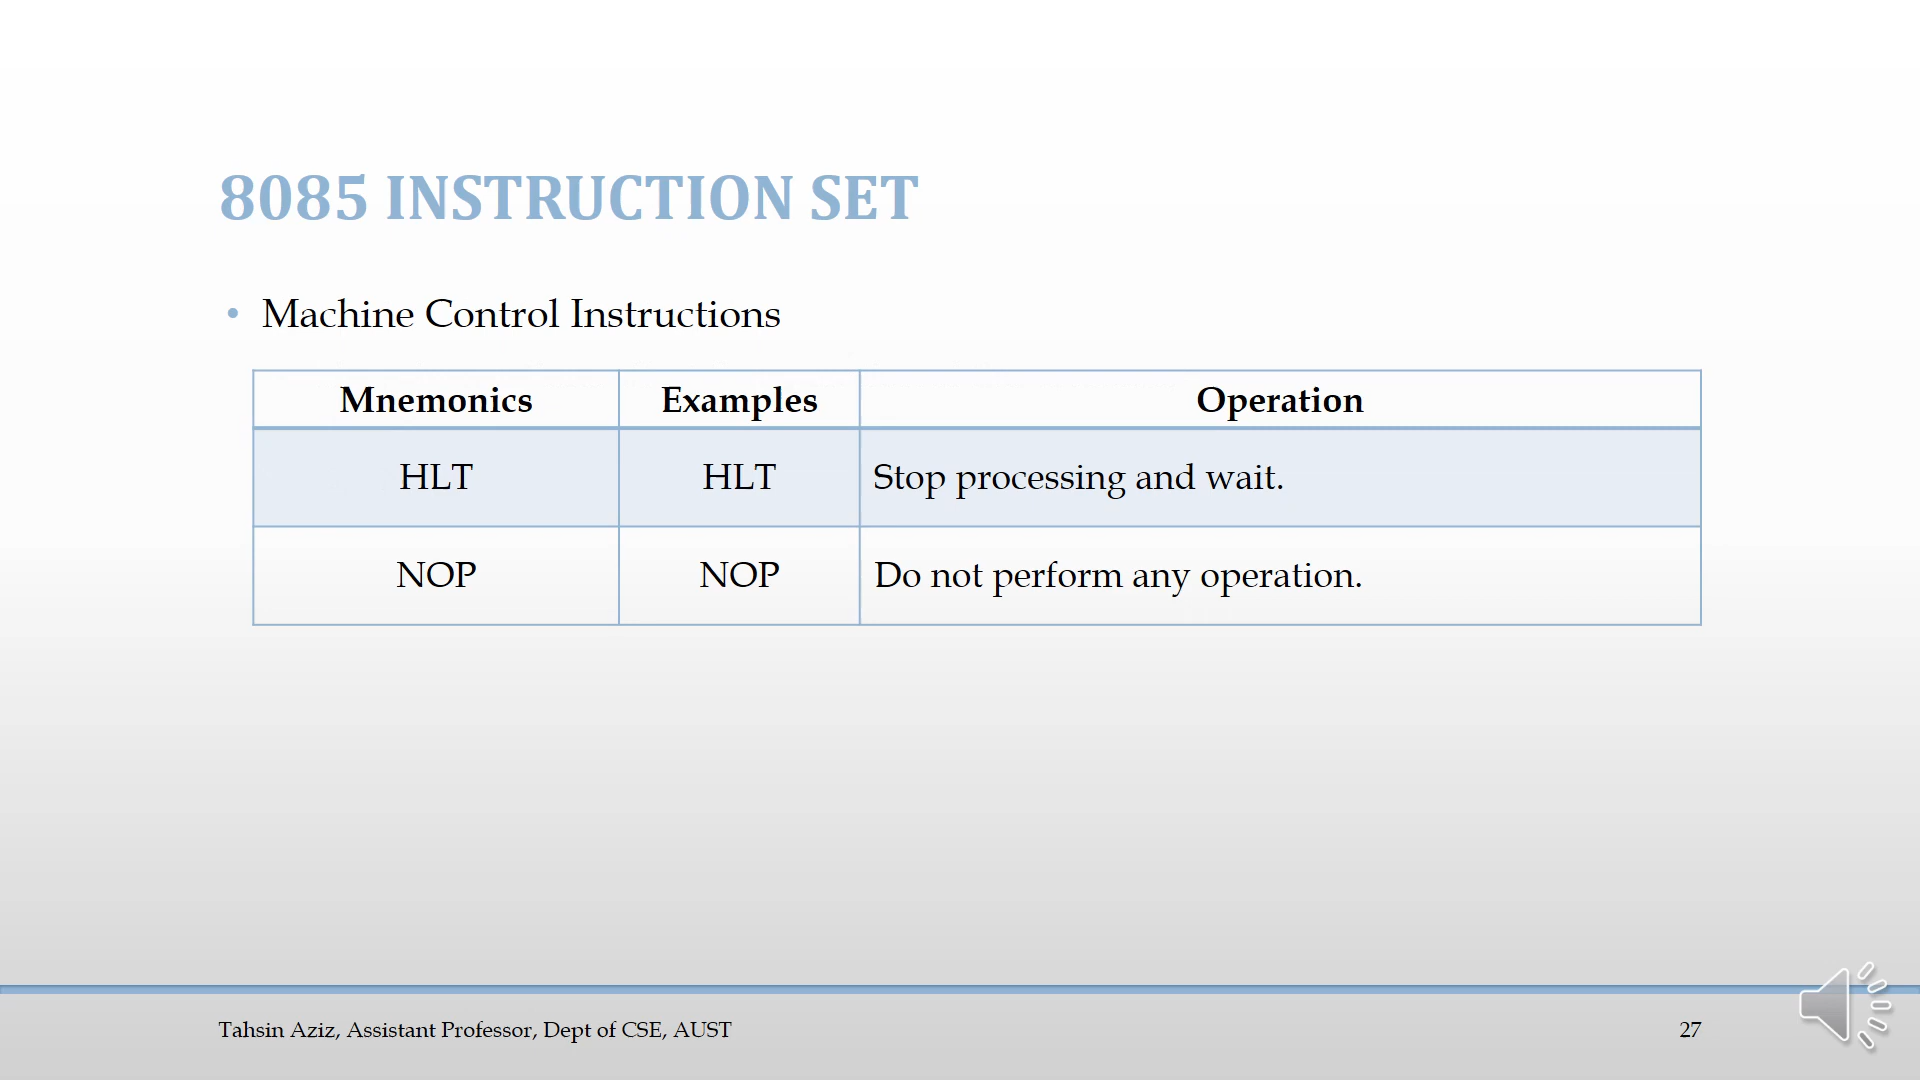 8085 INSTRUCTION SET
• Machine Control Instructions
Mnemonics Examples Operation
HLT HLT Stop processing and wait.
NOP NOP Do not perform any operation.
Tahsin Aziz, Assistant Professor, Dept of CSE, AUST 27